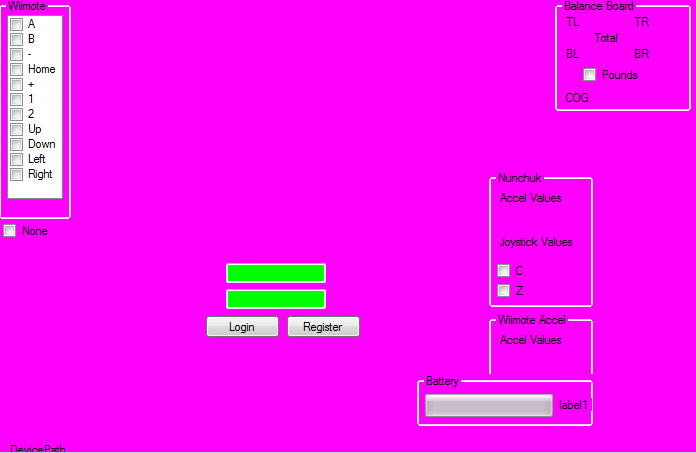 Wiimote
A
B
-
Home
+
1
2
Up
Down
Left
Right
None
Balance Board
TL TR
Total
BL BR
Pounds
COG
Nunchuk
Accel Values
Joystick Values
C
Z
Login Register
Wiimote Accel
Accel Values
Battery
label1
DevicePath